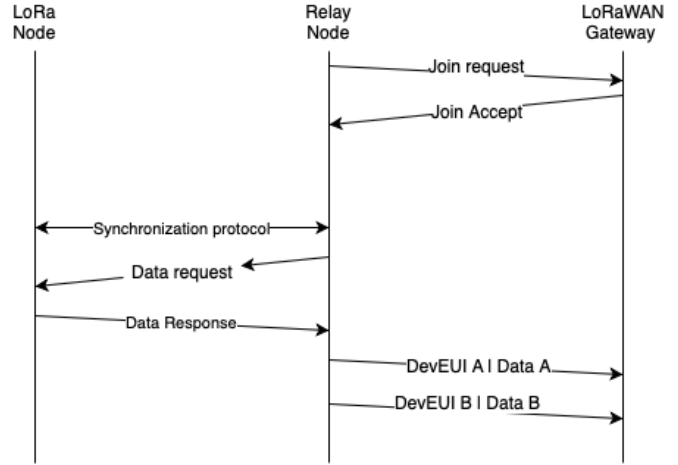 LoRa
Node
Relay
Node
LoRaWAN
Gateway
Join request
Join Accept
Synchronization protocol
Data request
Data Response
DevEUI A | Data A
DevEUI B | Data B